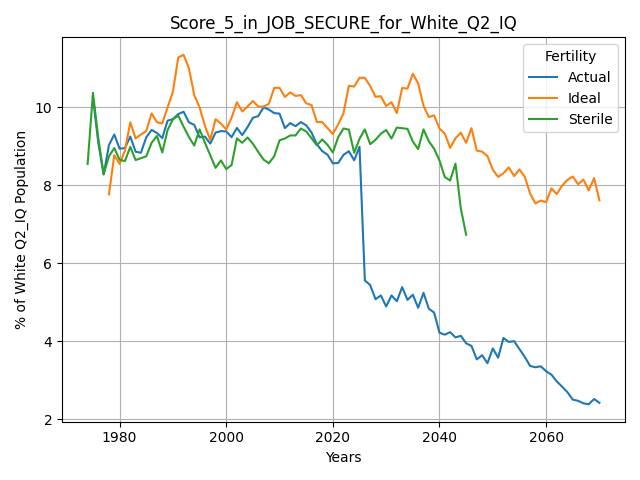 Score_5_in_JOB_SECURE_for_White_Q2_IQ
% of White Q2_IQ Population
10
8
6
4
2
Fertility
Actual
Ideal
Sterile
1980
2000
2020
2040
2060
Years